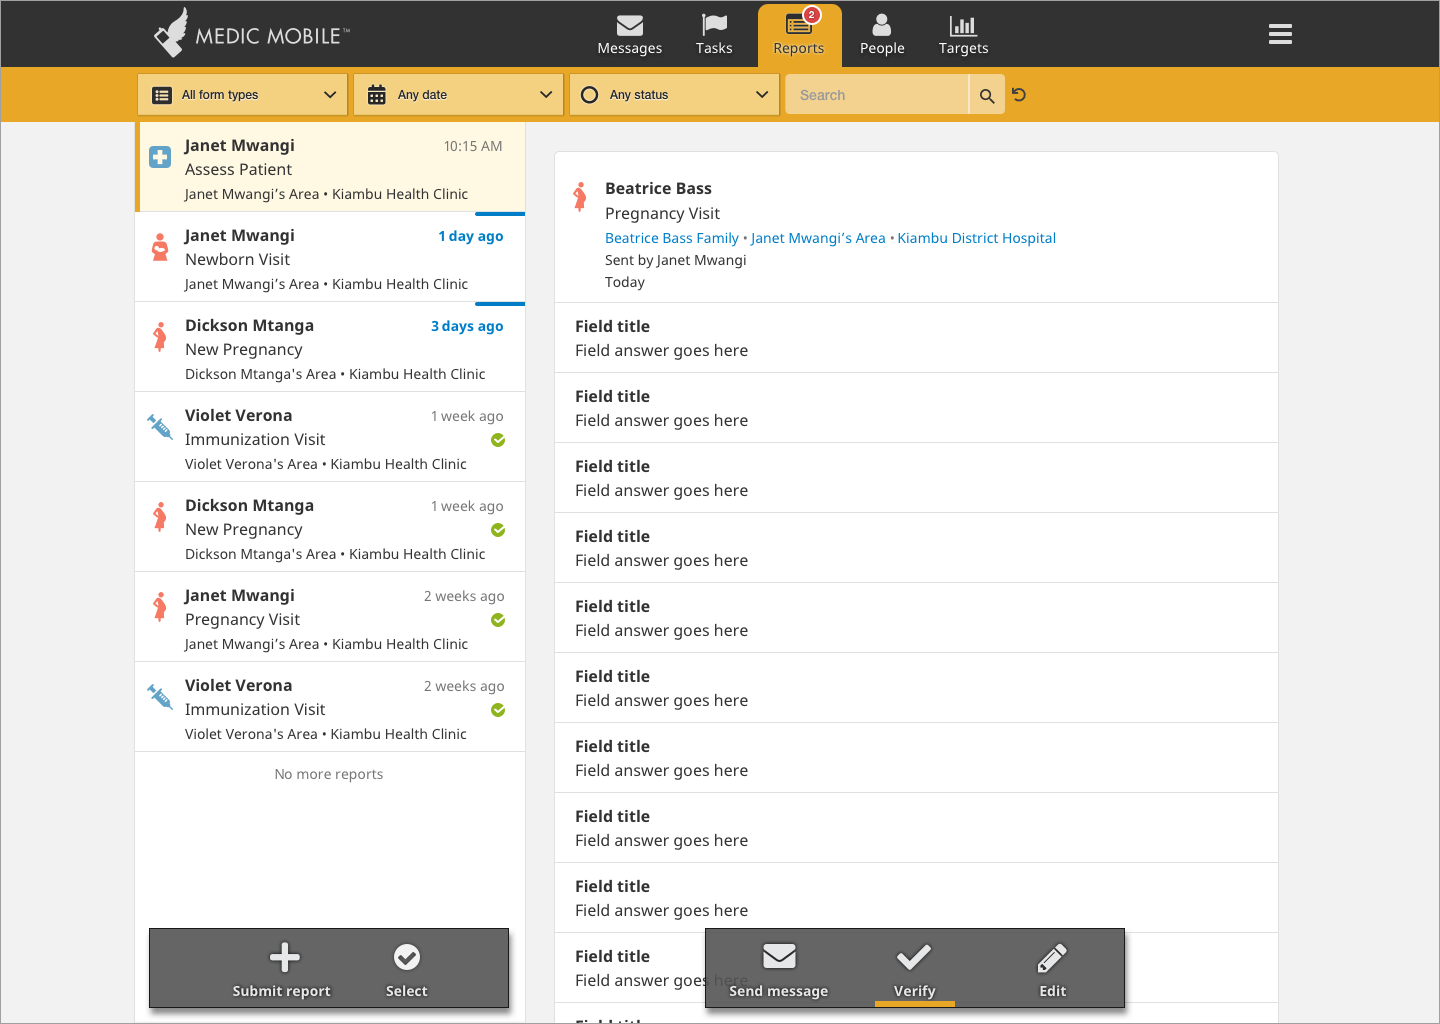 MEDIC MOBILE™
Messages
Tasks
2
Reports
People
Targets
All form types
Any date
Any status
Search
Janet Mwangi 10:15 AM
Assess Patient
Janet Mwangi’s Area • Kiambu Health Clinic
Janet Mwangi 1 day ago
Newborn Visit
Janet Mwangi’s Area • Kiambu Health Clinic
Dickson Mtanga 3 days ago
New Pregnancy
Dickson Mtanga's Area • Kiambu Health Clinic
Violet Verona 1 week ago
Immunization Visit
Violet Verona's Area • Kiambu Health Clinic
Dickson Mtanga 1 week ago
New Pregnancy
Dickson Mtanga's Area • Kiambu Health Clinic
Janet Mwangi 2 weeks ago
Pregnancy Visit
Janet Mwangi’s Area • Kiambu Health Clinic
Violet Verona 2 weeks ago
Immunization Visit
Violet Verona's Area • Kiambu Health Clinic
No more reports
Submit report
Select
Beatrice Bass
Pregnancy Visit
Beatrice Bass Family • Janet Mwangi’s Area • Kiambu District Hospital
Sent by Janet Mwangi
Today
Field title
Field answer goes here
Field title
Field answer goes here
Field title
Field answer goes here
Field title
Field answer goes here
Field title
Field answer goes here
Field title
Field answer goes here
Field title
Field answer goes here
Field title
Field answer goes here
Field title
Field answer goes here
Field title
Field answer goes here
Field title
Send message
Verify
Edit